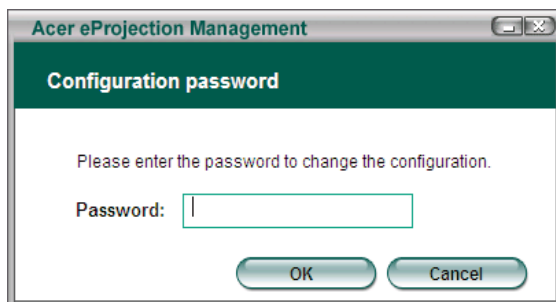 Acer eProjection Management
Configuration password
Please enter the password to change the configuration.
Password:
OK Cancel